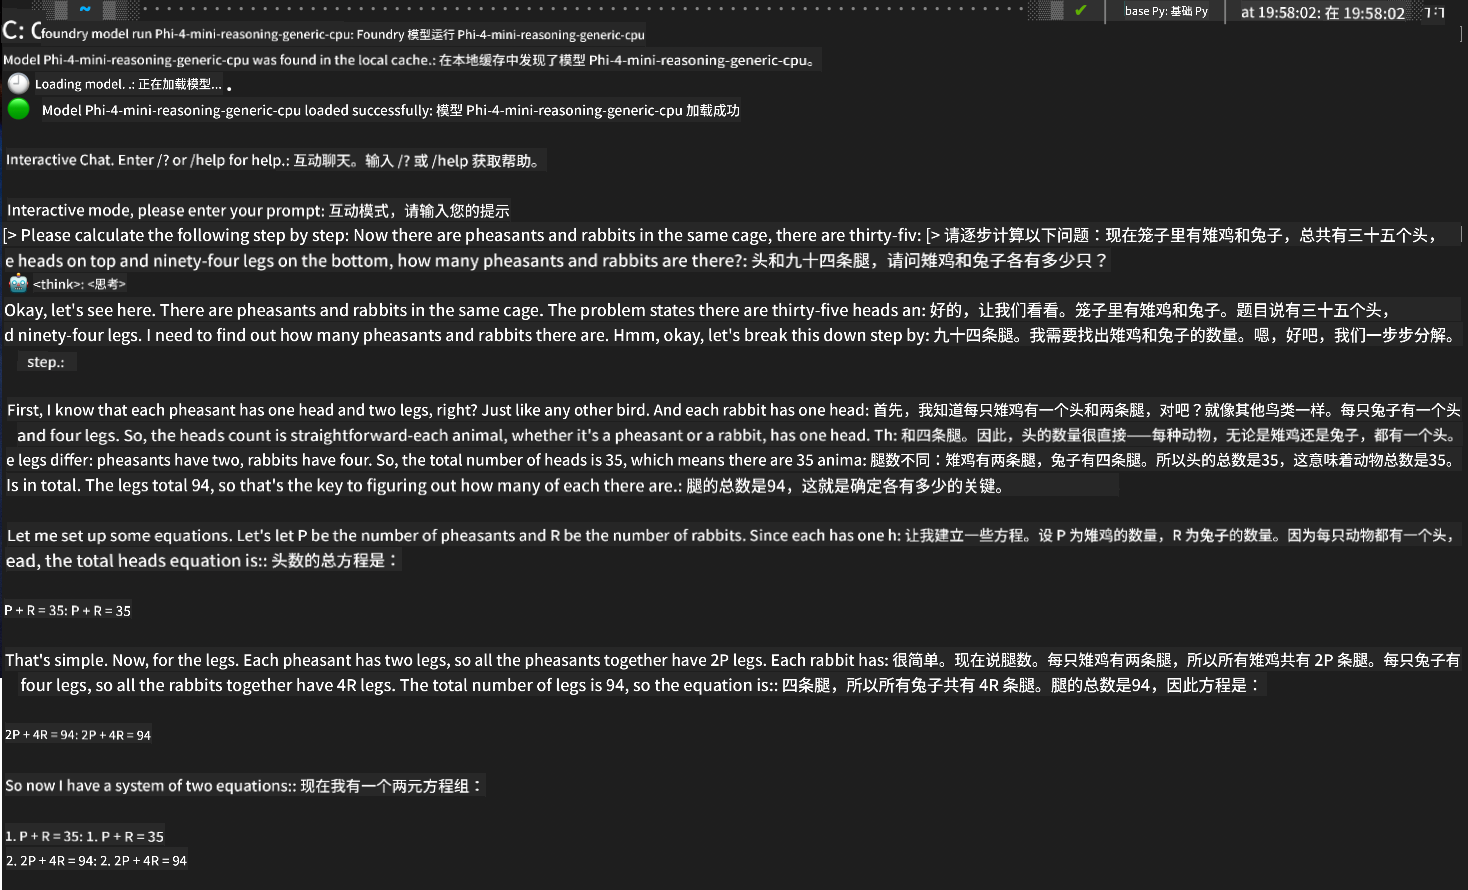 ~ ✔ base Py: 基础 Py at 19:58:02: 在 19:58:02
C: C foundry model run Phi-4-mini-reasoning-generic-cpu: Foundry 模型运行 Phi-4-mini-reasoning-generic-cpu
Model Phi-4-mini-reasoning-generic-cpu was found in the local cache.: 在本地缓存中发现了模型 Phi-4-mini-reasoning-generic-cpu。
Loading model. .: 正在加载模型... .
Model Phi-4-mini-reasoning-generic-cpu loaded successfully: 模型 Phi-4-mini-reasoning-generic-cpu 加载成功
Interactive Chat. Enter /? or /help for help.: 互动聊天。输入 /? 或 /help 获取帮助。
Interactive mode, please enter your prompt: 互动模式，请输入您的提示
[> Please calculate the following step by step: Now there are pheasants and rabbits in the same cage, there are thirty-fiv: [> 请逐步计算以下问题：现在笼子里有雉鸡和兔子，总共有三十五个头，
e heads on top and ninety-four legs on the bottom, how many pheasants and rabbits are there?: 头和九十四条腿，请问雉鸡和兔子各有多少只？
<think>: <思考>
Okay, let's see here. There are pheasants and rabbits in the same cage. The problem states there are thirty-five heads an: 好的，让我们看看。笼子里有雉鸡和兔子。题目说有三十五个头，
d ninety-four legs. I need to find out how many pheasants and rabbits there are. Hmm, okay, let's break this down step by: 九十四条腿。我需要找出雉鸡和兔子的数量。嗯，好吧，我们一步步分解。
step.:
First, I know that each pheasant has one head and two legs, right? Just like any other bird. And each rabbit has one head: 首先，我知道每只雉鸡有一个头和两条腿，对吧？就像其他鸟类一样。每只兔子有一个头
and four legs. So, the heads count is straightforward-each animal, whether it's a pheasant or a rabbit, has one head. Th: 和四条腿。因此，头的数量很直接——每种动物，无论是雉鸡还是兔子，都有一个头。
e legs differ: pheasants have two, rabbits have four. So, the total number of heads is 35, which means there are 35 anima: 腿数不同：雉鸡有两条腿，兔子有四条腿。所以头的总数是35，这意味着动物总数是35。
Is in total. The legs total 94, so that's the key to figuring out how many of each there are.: 腿的总数是94，这就是确定各有多少的关键。
Let me set up some equations. Let's let P be the number of pheasants and R be the number of rabbits. Since each has one h: 让我建立一些方程。设 P 为雉鸡的数量，R 为兔子的数量。因为每只动物都有一个头，
ead, the total heads equation is:: 头数的总方程是：
P + R = 35: P + R = 35
That's simple. Now, for the legs. Each pheasant has two legs, so all the pheasants together have 2P legs. Each rabbit has: 很简单。现在说腿数。每只雉鸡有两条腿，所以所有雉鸡共有 2P 条腿。每只兔子有
four legs, so all the rabbits together have 4R legs. The total number of legs is 94, so the equation is:: 四条腿，所以所有兔子共有 4R 条腿。腿的总数是94，因此方程是：
2P + 4R = 94: 2P + 4R = 94
So now I have a system of two equations:: 现在我有一个两元方程组：
1. P + R = 35: 1. P + R = 35
2. 2P + 4R = 94: 2. 2P + 4R = 94